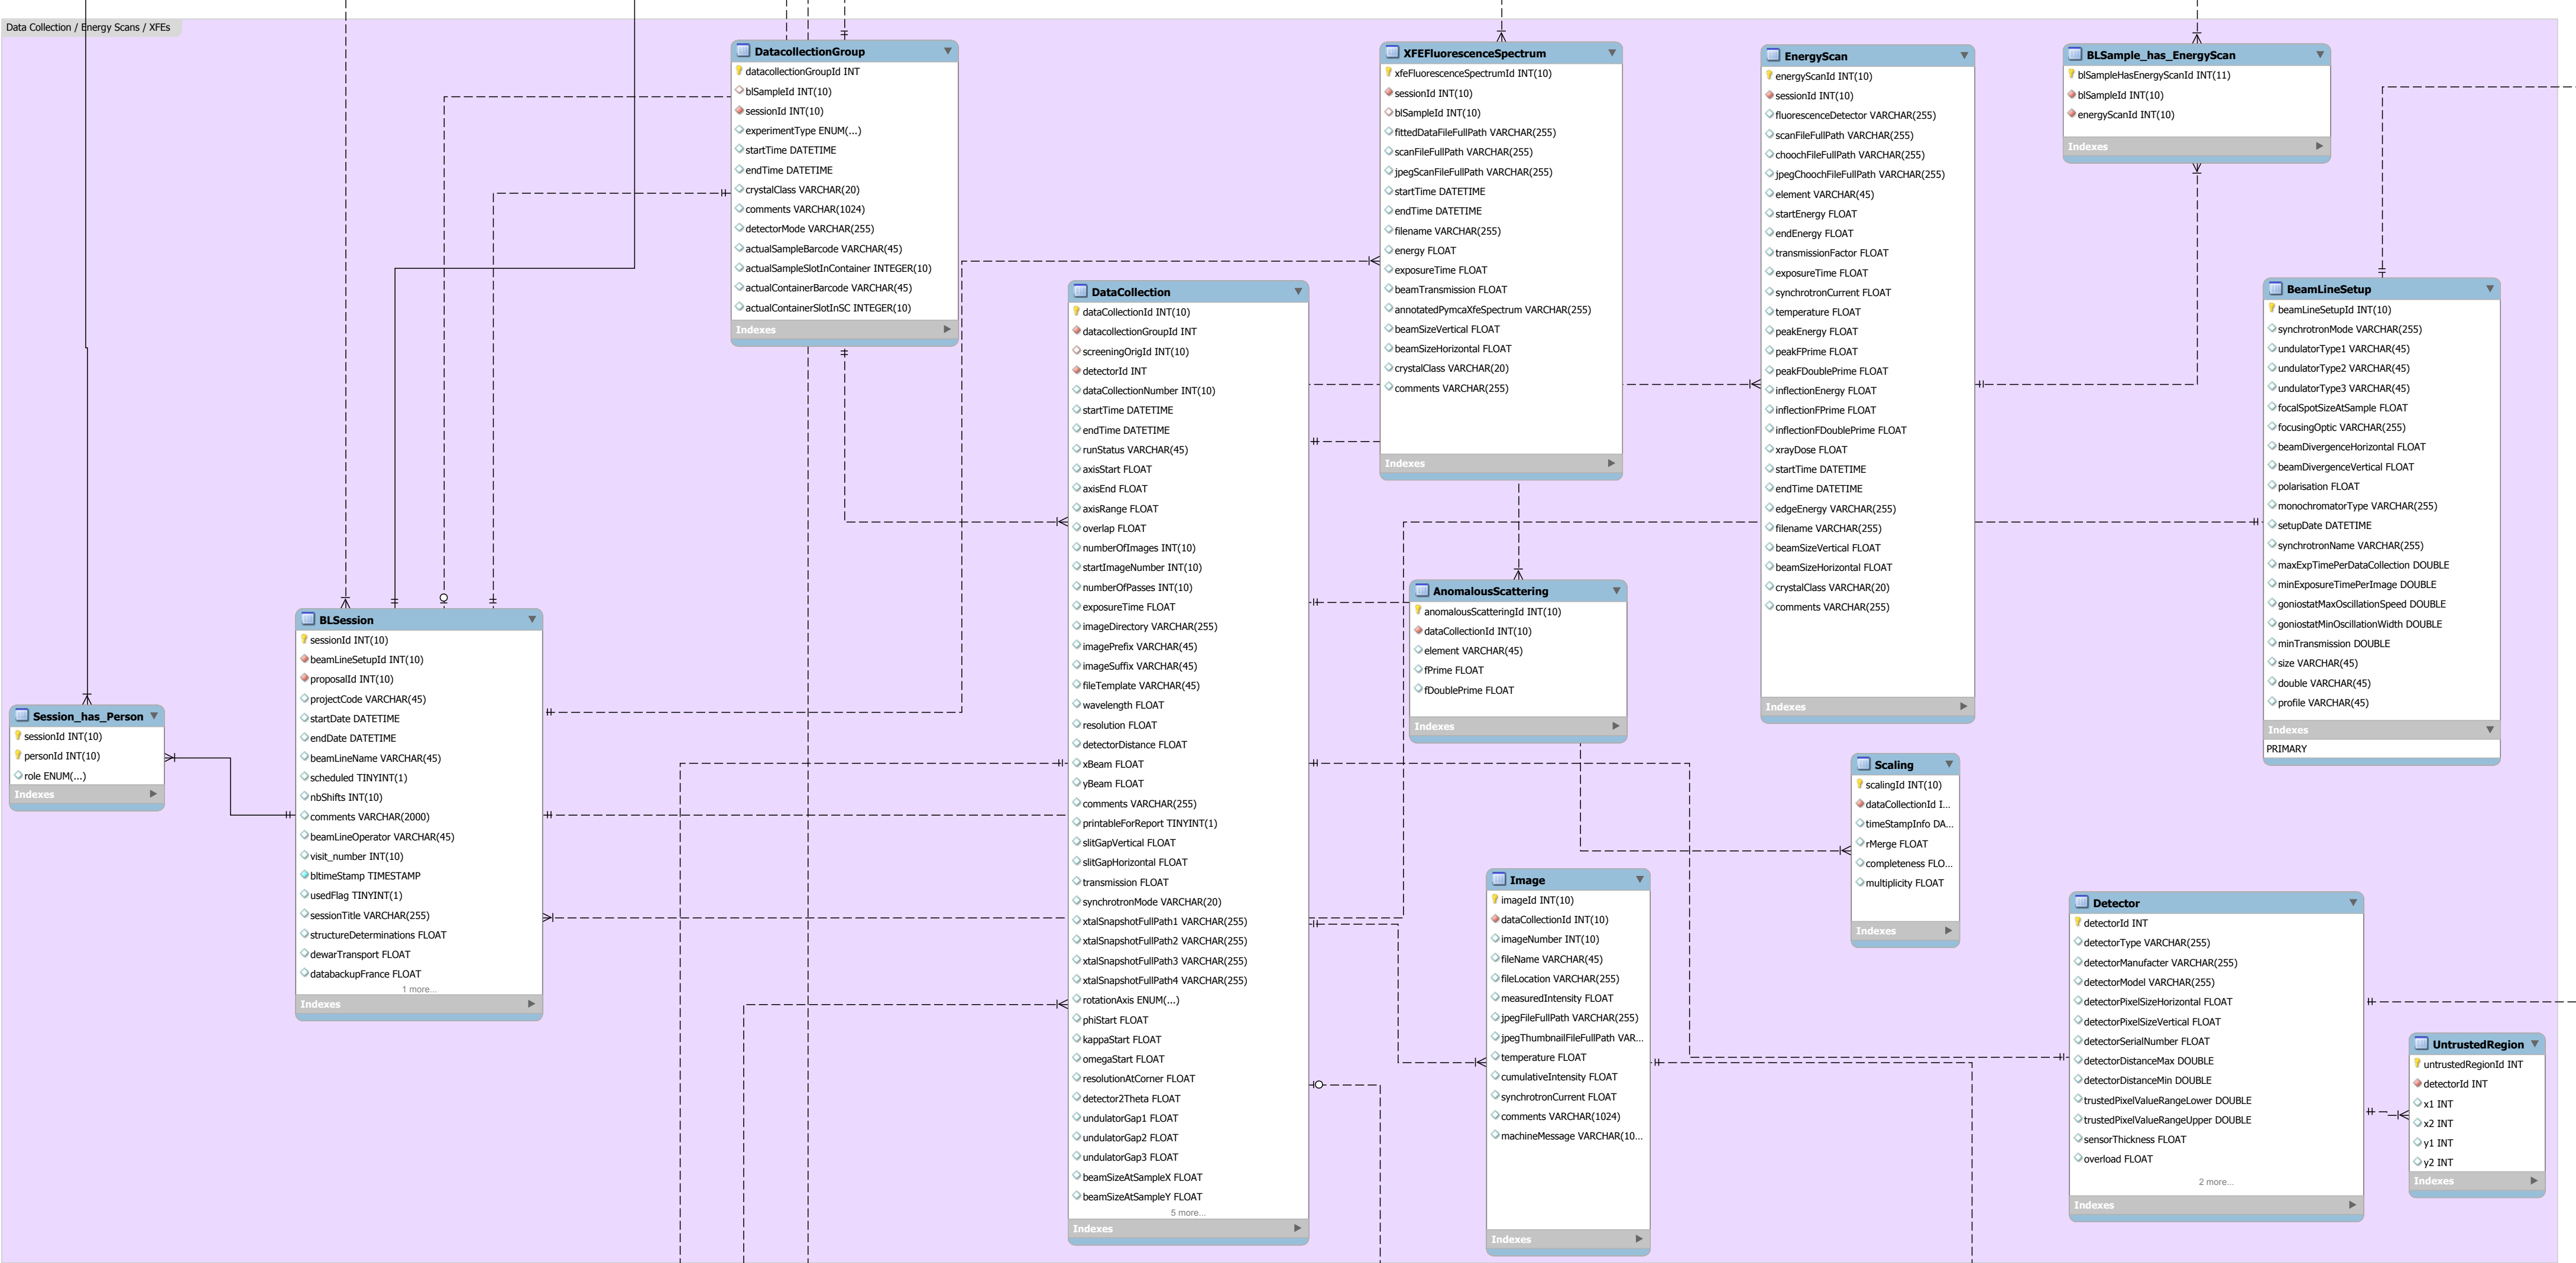 Data Collection / Energy Scans / XFEs
DatacollectionGroup
datacollectionGroupId INT
blSampleId INT(10)
sessionId INT(10)
experimentType ENUM(...)
startTime DATETIME
endTime DATETIME
crystalClass VARCHAR(20)
comments VARCHAR(1024)
detectorMode VARCHAR(255)
actualSampleBarcode VARCHAR(45)
actualSampleSlotInContainer INTEGER(10)
actualContainerBarcode VARCHAR(45)
actualContainerSlotInSC INTEGER(10)
Indexes
XFEFluorescenceSpectrum
xfeFluorescenceSpectrumId INT(10)
sessionId INT(10)
blSampleId INT(10)
fittedDataFileFullPath VARCHAR(255)
scanFileFullPath VARCHAR(255)
jpegScanFileFullPath VARCHAR(255)
startTime DATETIME
endTime DATETIME
filename VARCHAR(255)
energy FLOAT
exposureTime FLOAT
beamTransmission FLOAT
annotatedPymcaXfeSpectrum VARCHAR(255)
beamSizeVertical FLOAT
beamSizeHorizontal FLOAT
crystalClass VARCHAR(20)
comments VARCHAR(255)
Indexes
EnergyScan
energyScanId INT(10)
sessionId INT(10)
fluorescenceDetector VARCHAR(255)
scanFileFullPath VARCHAR(255)
choochFileFullPath VARCHAR(255)
jpegChoochFileFullPath VARCHAR(255)
element VARCHAR(45)
startEnergy FLOAT
endEnergy FLOAT
transmissionFactor FLOAT
exposureTime FLOAT
synchrotronCurrent FLOAT
temperature FLOAT
peakEnergy FLOAT
peakFPrime FLOAT
peakFDoublePrime FLOAT
inflectionEnergy FLOAT
inflectionFPrime FLOAT
inflectionFDoublePrime FLOAT
xrayDose FLOAT
startTime DATETIME
endTime DATETIME
edgeEnergy VARCHAR(255)
filename VARCHAR(255)
beamSizeVertical FLOAT
beamSizeHorizontal FLOAT
crystalClass VARCHAR(20)
comments VARCHAR(255)
Indexes
BLSample_has_EnergyScan
blSampleHasEnergyScanId INT(11)
blSampleId INT(10)
energyScanId INT(10)
Indexes
BeamLineSetup
beamLineSetupId INT(10)
synchrotronMode VARCHAR(255)
undulatorType1 VARCHAR(45)
undulatorType2 VARCHAR(45)
undulatorType3 VARCHAR(45)
focalSpotSizeAtSample FLOAT
focusingOptic VARCHAR(255)
beamDivergenceHorizontal FLOAT
beamDivergenceVertical FLOAT
polarisation FLOAT
monochromatorType VARCHAR(255)
setupDate DATETIME
synchrotronName VARCHAR(255)
maxExpTimePerDataCollection DOUBLE
minExposureTimePerImage DOUBLE
goniostatMaxOscillationSpeed DOUBLE
goniostatMinOscillationWidth DOUBLE
minTransmission DOUBLE
size VARCHAR(45)
double VARCHAR(45)
profile VARCHAR(45)
Indexes
PRIMARY
DataCollection
dataCollectionId INT(10)
datacollectionGroupId INT
screeningOrigId INT(10)
detectorId INT
dataCollectionNumber INT(10)
startTime DATETIME
endTime DATETIME
runStatus VARCHAR(45)
axisStart FLOAT
axisEnd FLOAT
axisRange FLOAT
overlap FLOAT
numberOfImages INT(10)
startImageNumber INT(10)
numberOfPasses INT(10)
exposureTime FLOAT
imageDirectory VARCHAR(255)
imagePrefix VARCHAR(45)
imageSuffix VARCHAR(45)
fileTemplate VARCHAR(45)
wavelength FLOAT
resolution FLOAT
detectorDistance FLOAT
xBeam FLOAT
yBeam FLOAT
comments VARCHAR(255)
printableForReport TINYINT(1)
slitGapVertical FLOAT
slitGapHorizontal FLOAT
transmission FLOAT
synchrotronMode VARCHAR(20)
xtalSnapshotFullPath1 VARCHAR(255)
xtalSnapshotFullPath2 VARCHAR(255)
xtalSnapshotFullPath3 VARCHAR(255)
xtalSnapshotFullPath4 VARCHAR(255)
rotationAxis ENUM(...)
phiStart FLOAT
kappaStart FLOAT
omegaStart FLOAT
resolutionAtCorner FLOAT
detector2Theta FLOAT
undulatorGap1 FLOAT
undulatorGap2 FLOAT
undulatorGap3 FLOAT
beamSizeAtSampleX FLOAT
beamSizeAtSampleY FLOAT
5 more...
Indexes
AnomalousScattering
anomalousScatteringId INT(10)
dataCollectionId INT(10)
element VARCHAR(45)
fPrime FLOAT
fDoublePrime FLOAT
Indexes
BLSession
sessionId INT(10)
beamLineSetupId INT(10)
proposalId INT(10)
projectCode VARCHAR(45)
startDate DATETIME
endDate DATETIME
beamLineName VARCHAR(45)
scheduled TINYINT(1)
nbShifts INT(10)
comments VARCHAR(2000)
beamLineOperator VARCHAR(45)
visit_number INT(10)
bltimeStamp TIMESTAMP
usedFlag TINYINT(1)
sessionTitle VARCHAR(255)
structureDeterminations FLOAT
dewarTransport FLOAT
databackupFrance FLOAT
1 more...
Indexes
Session_has_Person
sessionId INT(10)
personId INT(10)
role ENUM(...)
Indexes
Scaling
scalingId INT(10)
dataCollectionId I...
timeStampInfo DA...
rMerge FLOAT
completeness FLO...
multiplicity FLOAT
Indexes
Image
imageId INT(10)
dataCollectionId INT(10)
imageNumber INT(10)
fileName VARCHAR(45)
fileLocation VARCHAR(255)
measuredIntensity FLOAT
jpegFileFullPath VARCHAR(255)
jpegThumbnailFileFullPath VAR...
temperature FLOAT
cumulativeIntensity FLOAT
synchrotronCurrent FLOAT
comments VARCHAR(1024)
machineMessage VARCHAR(10...
Indexes
Detector
detectorId INT
detectorType VARCHAR(255)
detectorManufacter VARCHAR(255)
detectorModel VARCHAR(255)
detectorPixelSizeHorizontal FLOAT
detectorPixelSizeVertical FLOAT
detectorSerialNumber FLOAT
detectorDistanceMax DOUBLE
detectorDistanceMin DOUBLE
trustedPixelValueRangeLower DOUBLE
trustedPixelValueRangeUpper DOUBLE
sensorThickness FLOAT
overload FLOAT
2 more...
Indexes
UntrustedRegion
untrustedRegionId INT
detectorId INT
x1 INT
x2 INT
y1 INT
y2 INT
Indexes